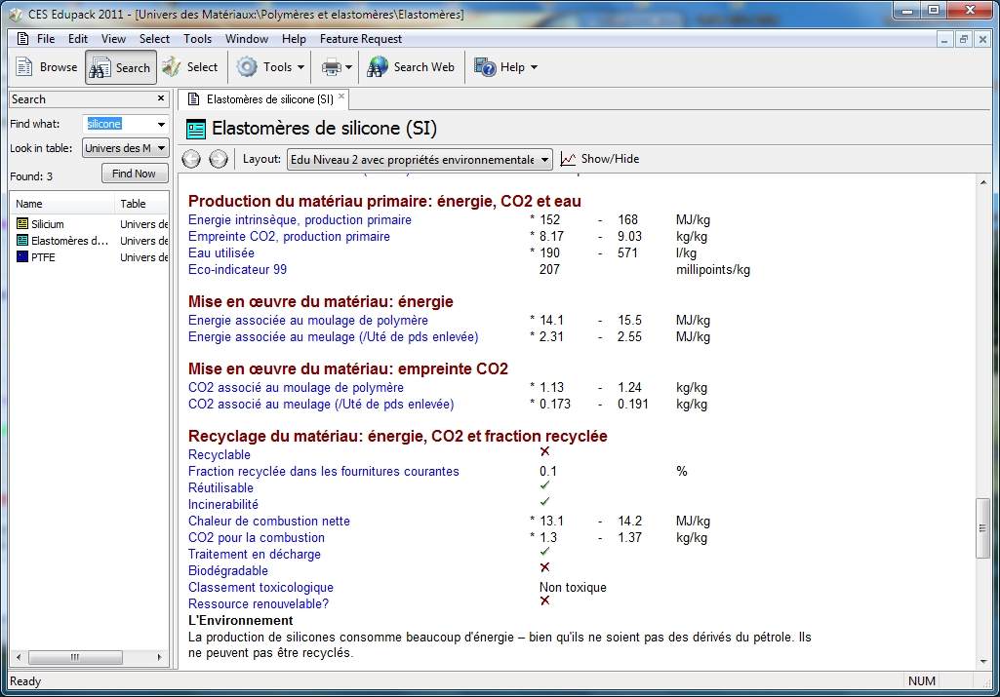 CES Edupack 2011 - [Univers des Matériaux:\Polymères et elastomères\Elastomères]
File Edit View Select Tools Window Help Feature Request
Browse Search Select Tools Search Web Help
Search
Find what: silicone
Look in table: Univers des M
Found: 3 Find Now
Name Table
Silicium Univers de
Elastomères d... Univers de
PTFE Univers de
Elastomères de silicone (SI)
Elastomères de silicone (SI)
Layout: Edu Niveau 2 avec propriétés environnementale Show/Hide
Production du matériau primaire: énergie, CO2 et eau
Energie intrinsèque, production primaire * 152 - 168 MJ/kg
Empreinte CO2, production primaire * 8.17 - 9.03 kg/kg
Eau utilisée * 190 - 571 l/kg
Eco-indicateur 99 207 millipoints/kg
Mise en œuvre du matériau: énergie
Energie associée au moulage de polymère * 14.1 - 15.5 MJ/kg
Energie associée au meulage (/Uté de pds enlevée) * 2.31 - 2.55 MJ/kg
Mise en œuvre du matériau: empreinte CO2
CO2 associé au moulage de polymère * 1.13 - 1.24 kg/kg
CO2 associé au meulage (/Uté de pds enlevée) * 0.173 - 0.191 kg/kg
Recyclage du matériau: énergie, CO2 et fraction recyclée
Recyclable
Fraction recyclée dans les fournitures courantes 0.1 %
Réutilisable
Incinerabilité
Chaleur de combustion nette * 13.1 - 14.2 MJ/kg
CO2 pour la combustion * 1.3 - 1.37 kg/kg
Traitement en décharge
Biodégradable
Classement toxicologique Non toxique
Ressource renouvelable?
L'Environnement
La production de silicones consomme beaucoup d'énergie – bien qu'ils ne soient pas des dérivés du pétrole. Ils
ne peuvent pas être recyclés.
Ready NUM